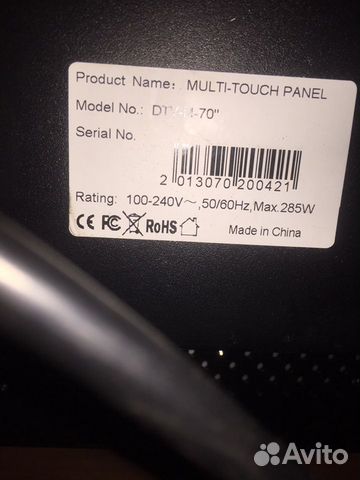 Product Name: MULTI-TOUCH PANEL
Model No.: 70"
Serial No.
2 013070 200421
Rating: 100-240V~,50/60Hz,Max.285W
CE FC RoHS
Made in China
Avito